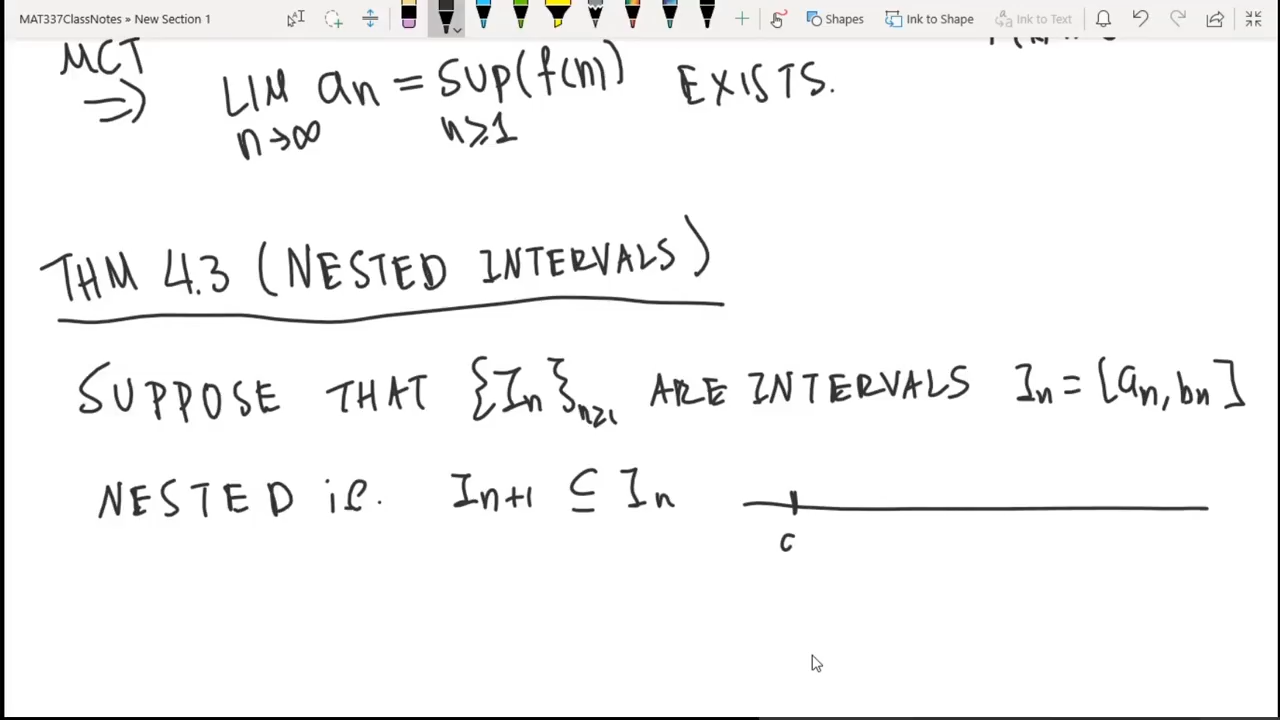 MAT337ClassNotes » New Section 1
Shapes
Ink to Shape
Ink to Text
MCT
⇒ LIM an = SUP(f(n)) EXISTS.
n→∞ n≥1
THM 4.3 (NESTED INTERVALS)
SUPPOSE THAT {In}n≥1 ARE INTERVALS In = [an, bn]
NESTED ie. In+1 ⊆ In